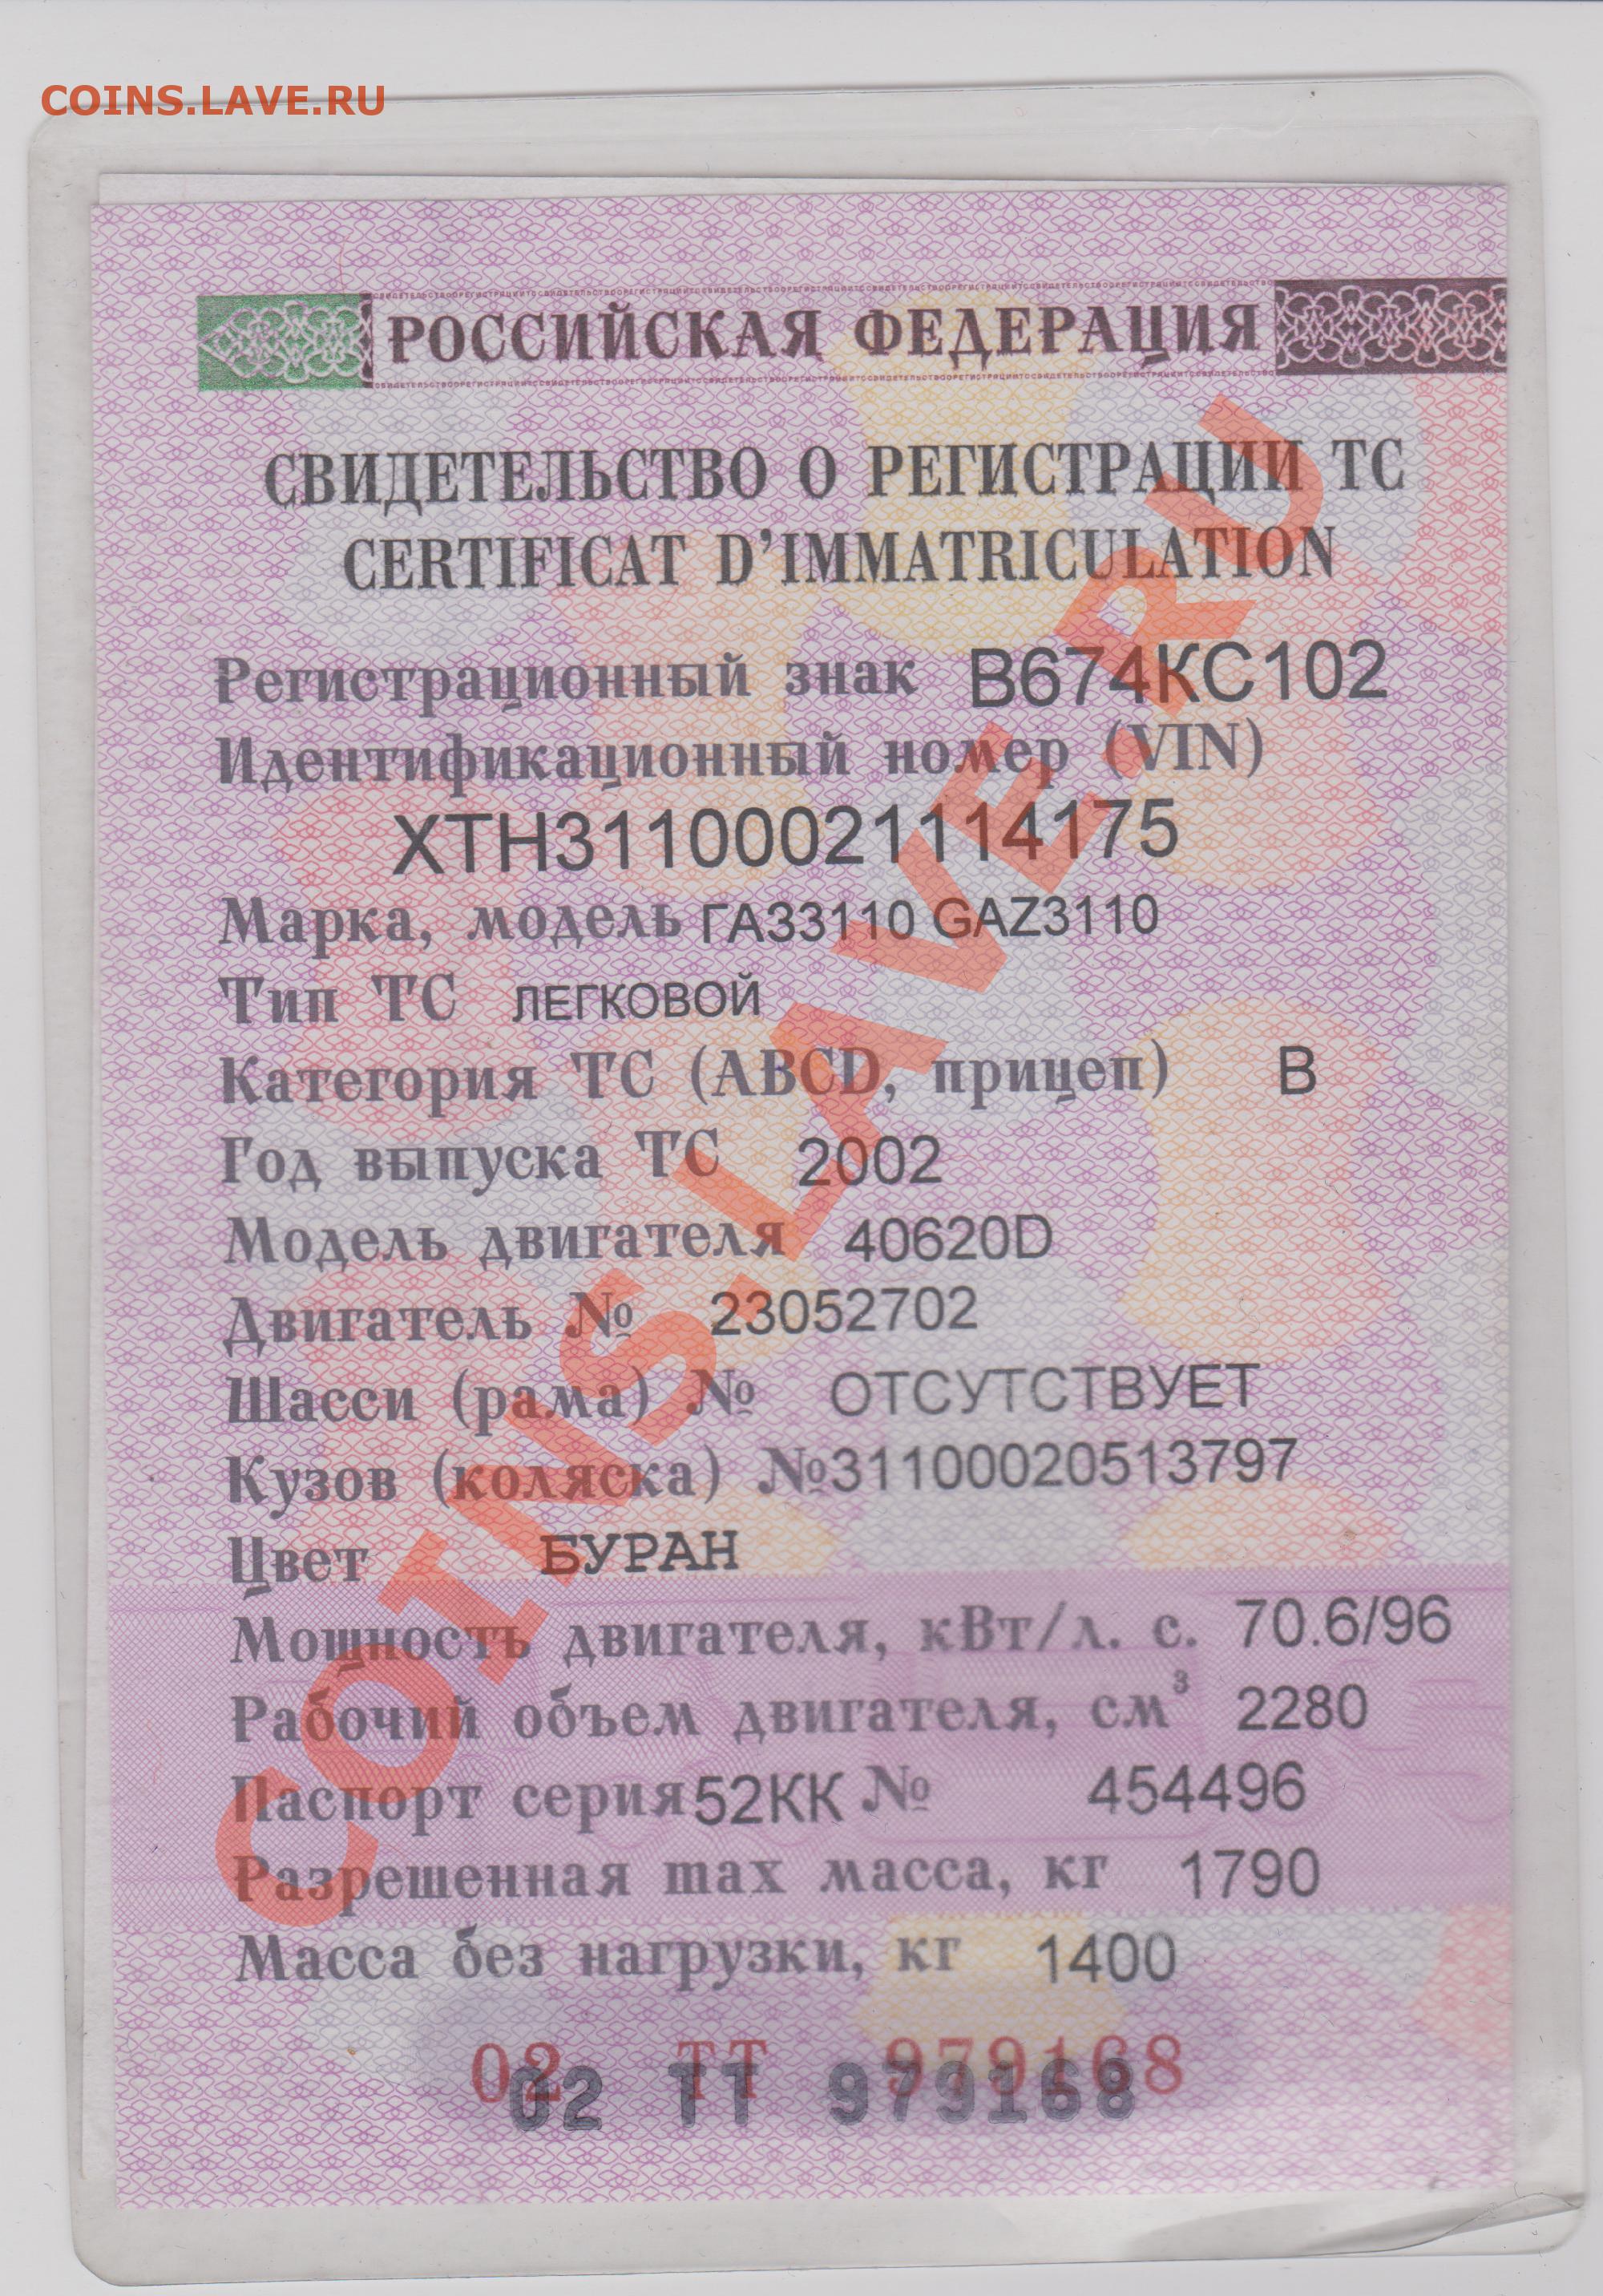 COINS.LAVE.RU
РОССИЙСКАЯ ФЕДЕРАЦИЯ
СВИДЕТЕЛЬСТВО О РЕГИСТРАЦИИ ТС
CERTIFICAT D’IMMATRICULATION
Регистрационный знак В674КС102
Идентификационный номер (VIN)
XTH31100021114175
Марка, модель ГАЗ3110 GAZ3110
Тип ТС ЛЕГКОВОЙ
Категория ТС (ABCD, прицеп) B
Год выпуска ТС 2002
Модель двигателя 40620D
Двигатель № 23052702
Шасси (рама) № ОТСУТСТВУЕТ
Кузов (коляска) №31100020513797
Цвет БУРАН
Мощность двигателя, кВт/л. с. 70.6/96
Рабочий объем двигателя, см³ 2280
Паспорт серия 52КК № 454496
Разрешенная max масса, кг 1790
Масса без нагрузки, кг 1400
02 ТТ 979168
02 ТТ 979168
COINS.LAVE.RU